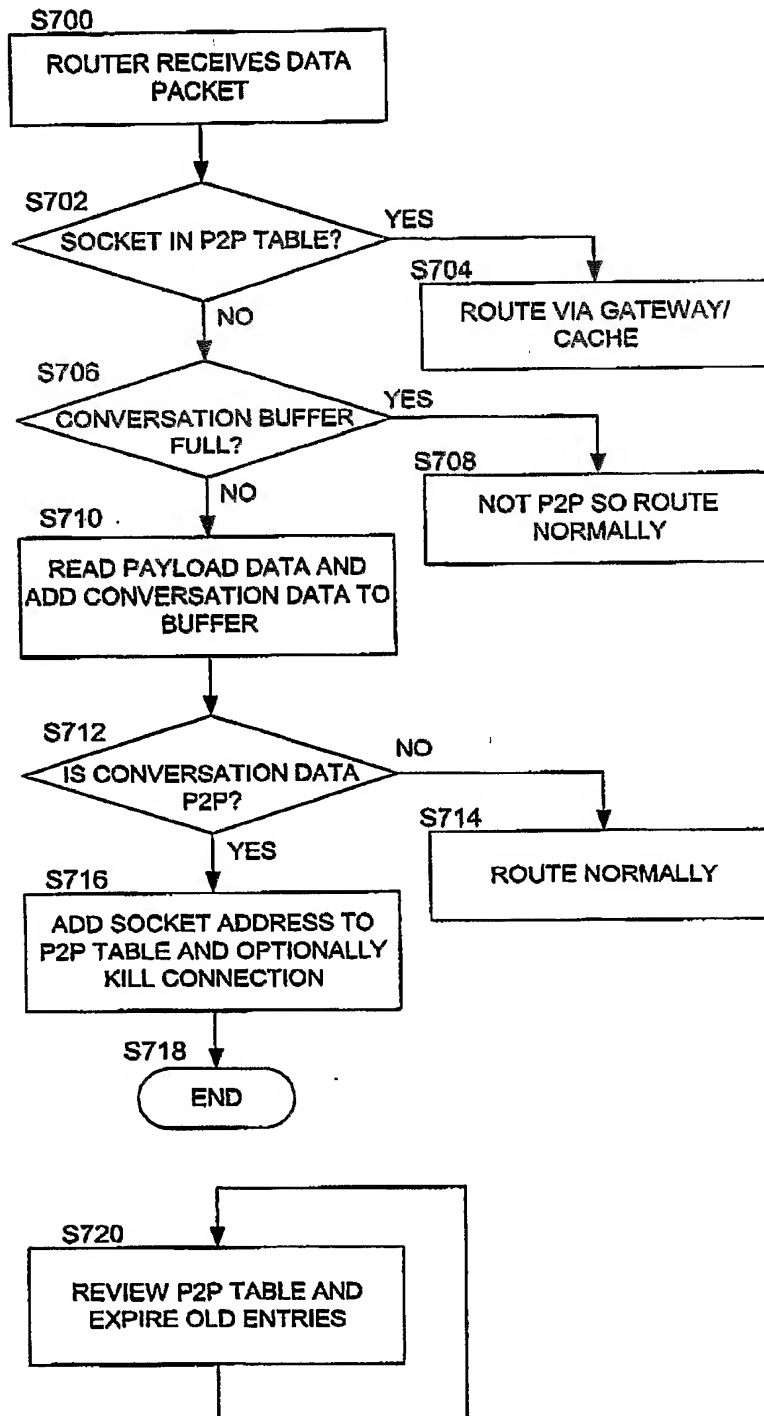 S700
ROUTER RECEIVES DATA
PACKET
S702
SOCKET IN P2P TABLE?
YES
S704
ROUTE VIA GATEWAY/
CACHE
NO
S706
CONVERSATION BUFFER
FULL?
YES
S708
NOT P2P SO ROUTE
NORMALLY
NO
S710
READ PAYLOAD DATA AND
ADD CONVERSATION DATA TO
BUFFER
S712
IS CONVERSATION DATA
P2P?
NO
S714
ROUTE NORMALLY
YES
S716
ADD SOCKET ADDRESS TO
P2P TABLE AND OPTIONALLY
KILL CONNECTION
S718
END
S720
REVIEW P2P TABLE AND
EXPIRE OLD ENTRIES